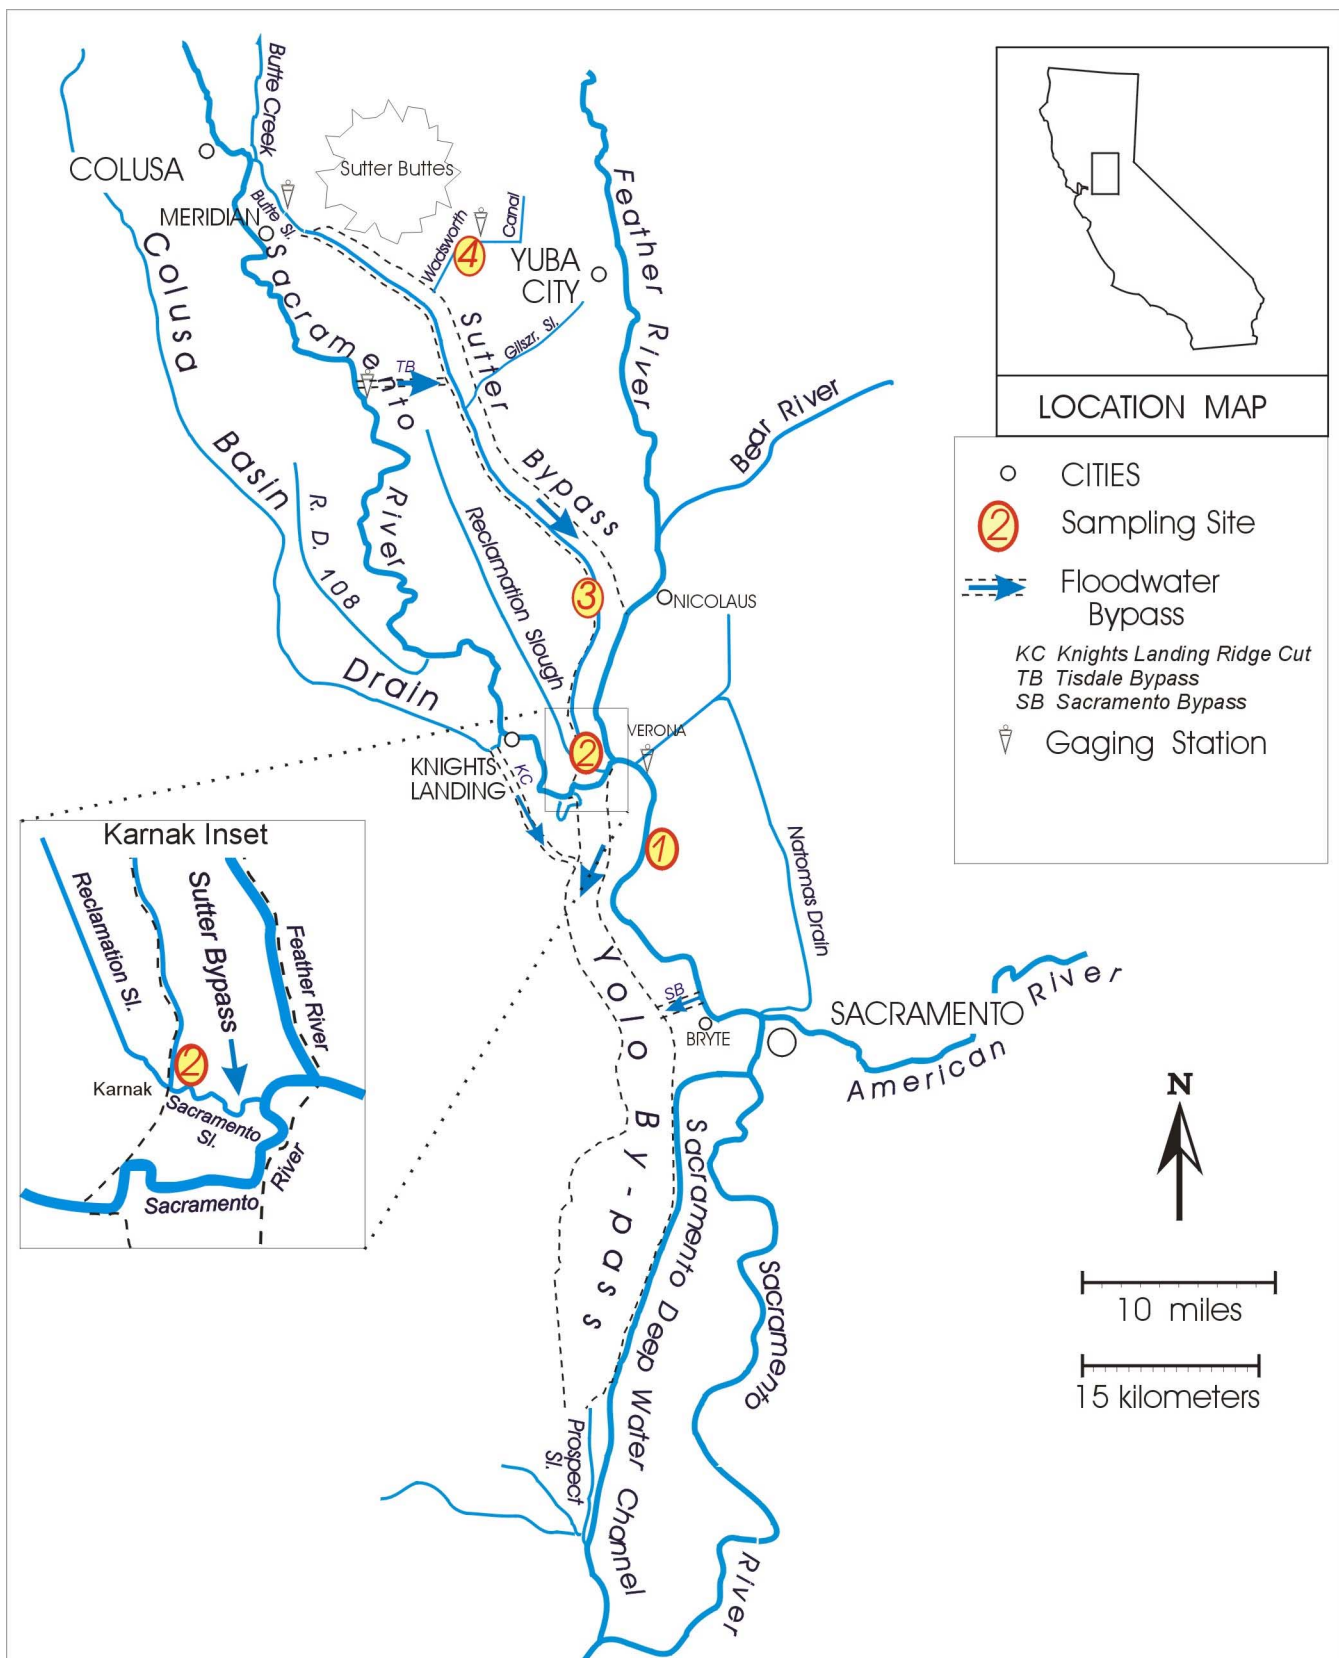 Butte Creek
COLUSA
Sutter Buttes
MERIDIAN
Butte Sl.
Wadsworth
Canal
4
YUBA
CITY
Feather River
Colusa Basin Drain
Sacramento River
TB
Sutter Bypass
Gilszr. Sl.
Bear River
R. D. 108
Reclamation Slough
3
NICOLAUS
VERONA
2
KNIGHTS
LANDING
KC
1
Natomas Drain
Yolo By-pass
SB
BRYTE
SACRAMENTO
American River
Sacramento Deep Water Channel
Sacramento River
Prospect
Sl.
Karnak Inset
Reclamation Sl.
Sutter Bypass
Feather River
2
Karnak
Sacramento
Sl.
Sacramento River
LOCATION MAP
CITIES
2 Sampling Site
Floodwater
Bypass
KC Knights Landing Ridge Cut
TB Tisdale Bypass
SB Sacramento Bypass
Gaging Station
N
10 miles
15 kilometers